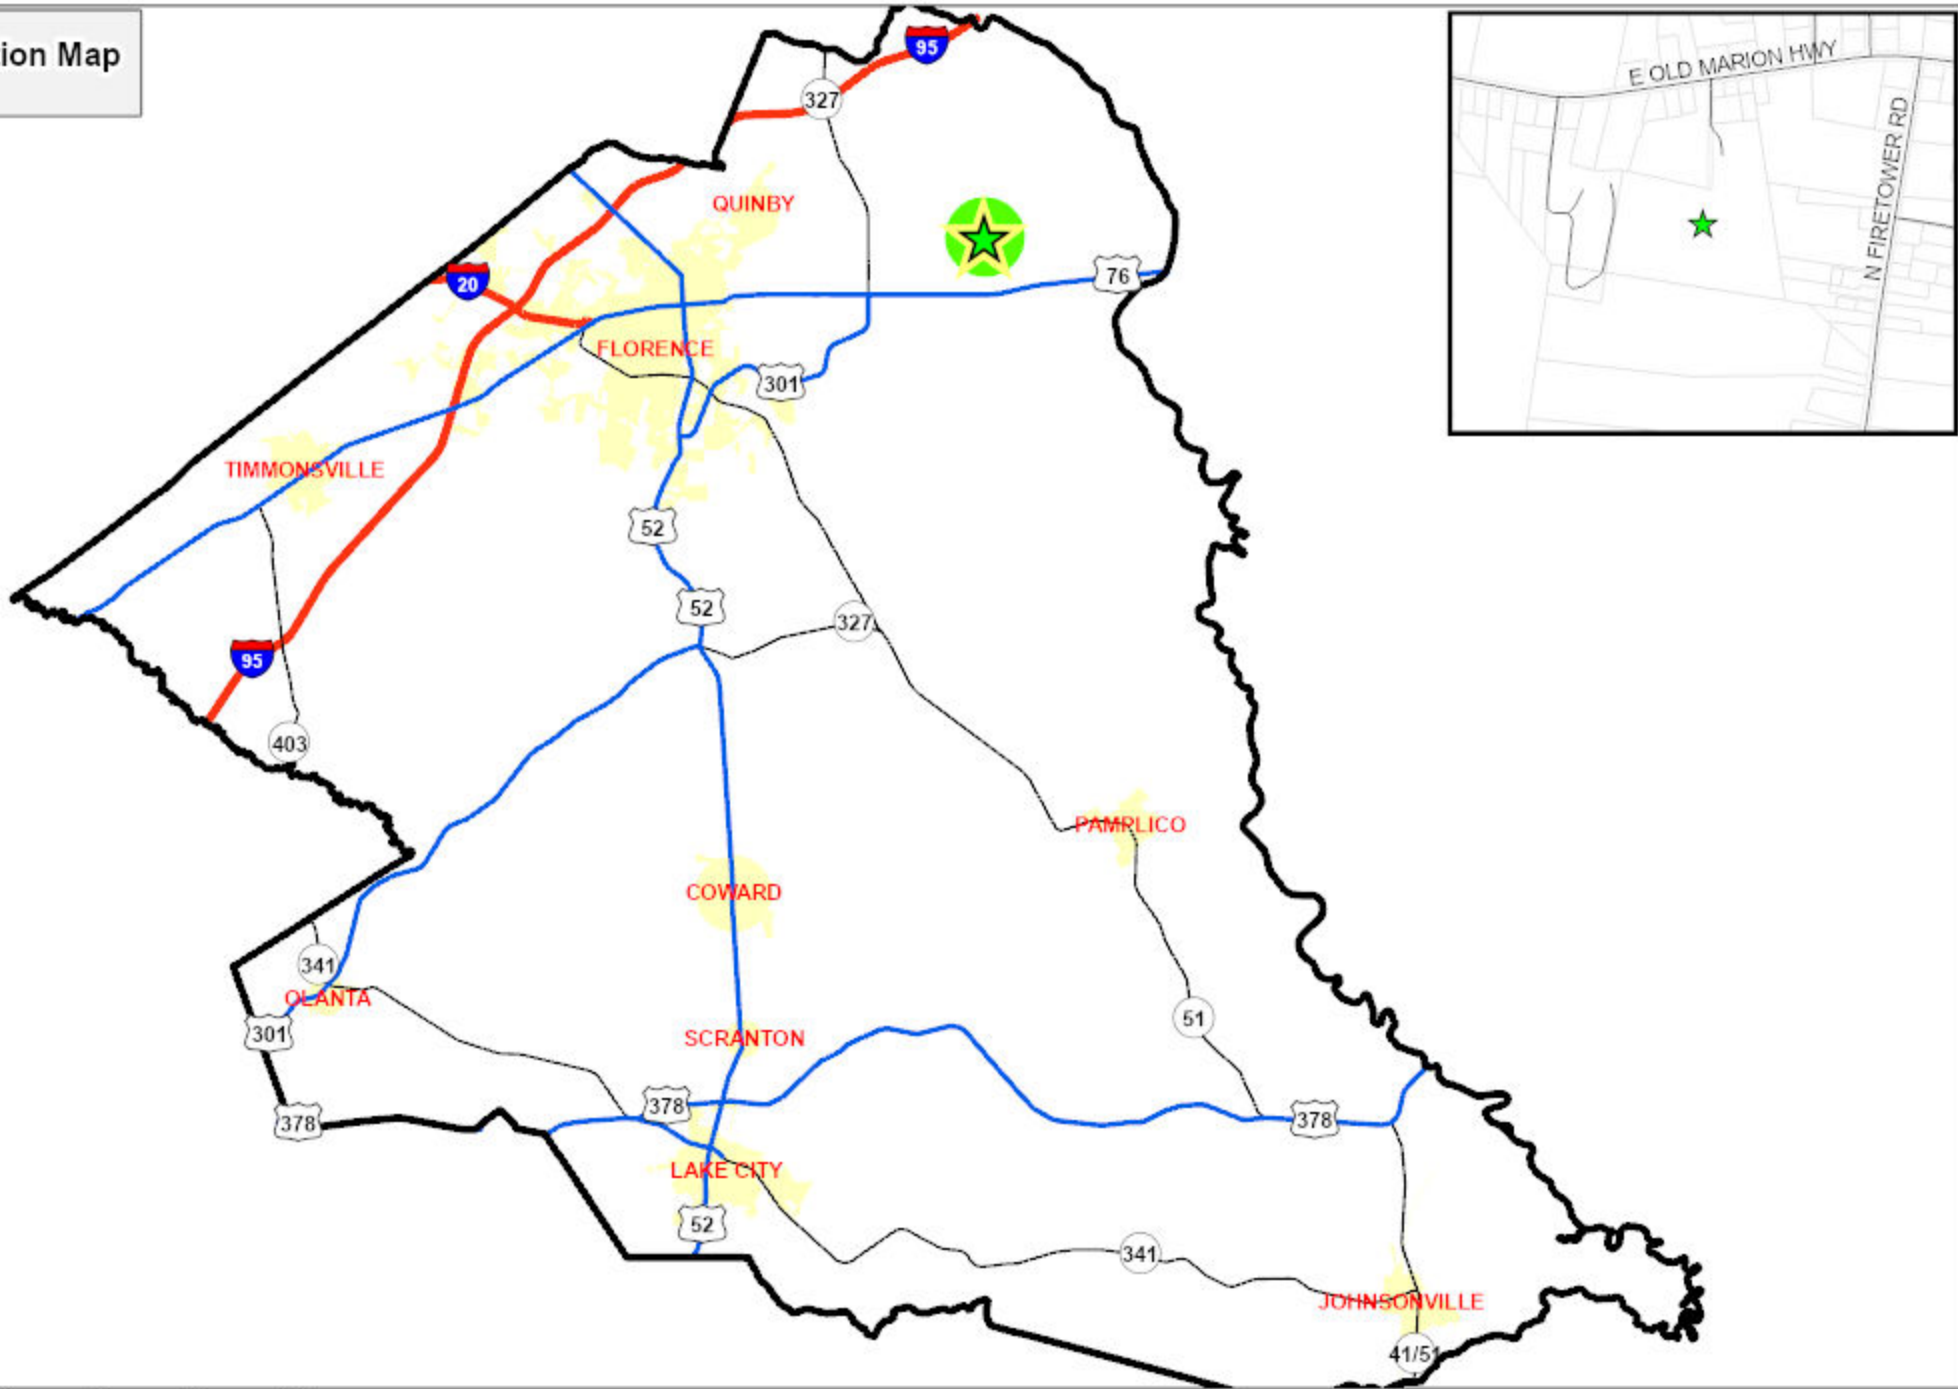 ion Map
95
327
E OLD MARION HWY
N FIRETOWER RD
QUINBY
20
76
FLORENCE
301
TIMMONSVILLE
52
52
327
95
403
PAMPLICO
COWARD
341
OLANTA
51
301
SCRANTON
378
378
378
LAKE CITY
52
341
JOHNSONVILLE
41/51